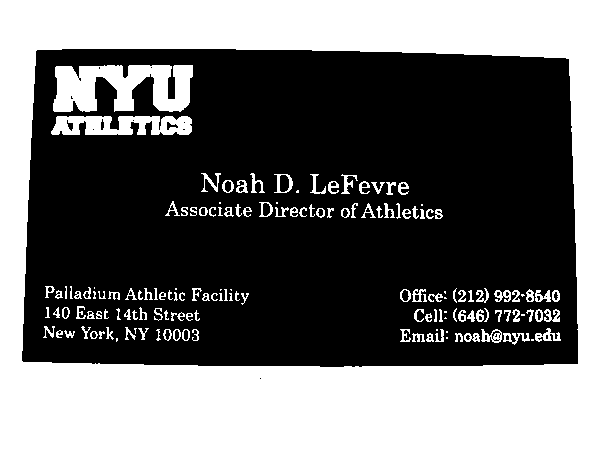 NYU
ATHLETICS
Noah D. LeFevre
Associate Director of Athletics
Palladium Athletic Facility
140 East 14th Street
New York, NY 10003
Office: (212) 992-8540
Cell: (646) 772-7032
Email: noah@nyu.edu